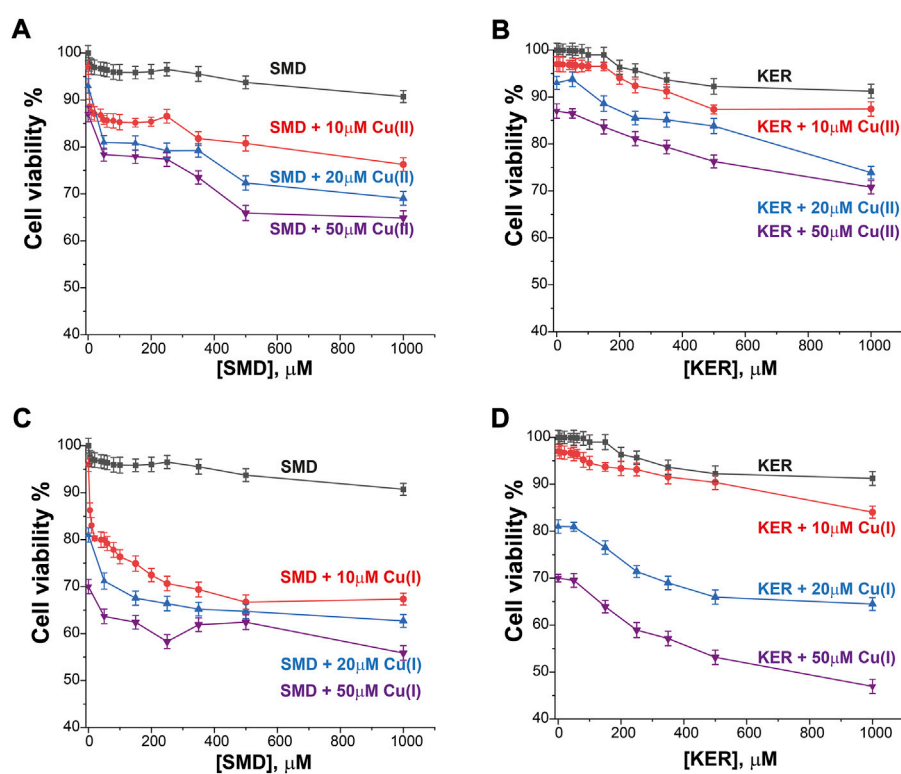 A
Cell viability %
100
90
80
70
60
50
40
SMD
SMD + 10μM Cu(II)
SMD + 20μM Cu(II)
SMD + 50μM Cu(II)
0 200 400 600 800 1000
[SMD], μM
B
Cell viability %
100
90
80
70
60
50
40
KER
KER + 10μM Cu(II)
KER + 20μM Cu(II)
KER + 50μM Cu(II)
0 200 400 600 800 1000
[KER], μM
C
Cell viability %
100
90
80
70
60
50
40
SMD
SMD + 10μM Cu(I)
SMD + 20μM Cu(I)
SMD + 50μM Cu(I)
0 200 400 600 800 1000
[SMD], μM
D
Cell viability %
100
90
80
70
60
50
40
KER
KER + 10μM Cu(I)
KER + 20μM Cu(I)
KER + 50μM Cu(I)
0 200 400 600 800 1000
[KER], μM